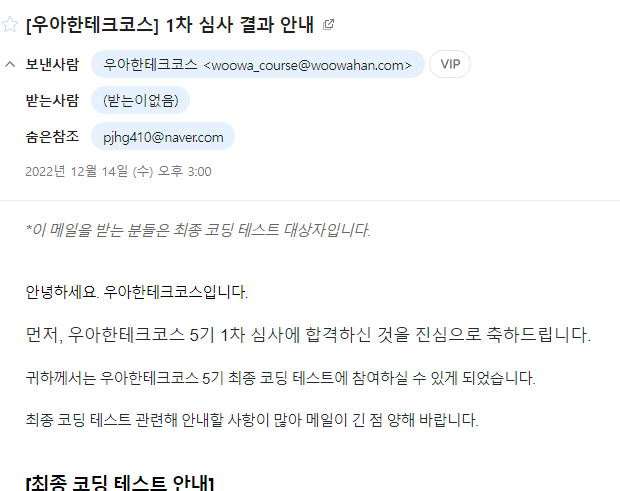 [우아한테크코스] 1차 심사 결과 안내
보낸사람 우아한테크코스 <woowa_course@woowahan.com> VIP
받는사람 (받는이없음)
숨은참조 pjhg410@naver.com
2022년 12월 14일 (수) 오후 3:00
*이 메일을 받는 분들은 최종 코딩 테스트 대상자입니다.
안녕하세요. 우아한테크코스입니다.
먼저, 우아한테크코스 5기 1차 심사에 합격하신 것을 진심으로 축하드립니다.
귀하께서는 우아한테크코스 5기 최종 코딩 테스트에 참여하실 수 있게 되었습니다.
최종 코딩 테스트 관련해 안내할 사항이 많아 메일이 긴 점 양해 바랍니다.
[최종 코딩 테스트 안내]